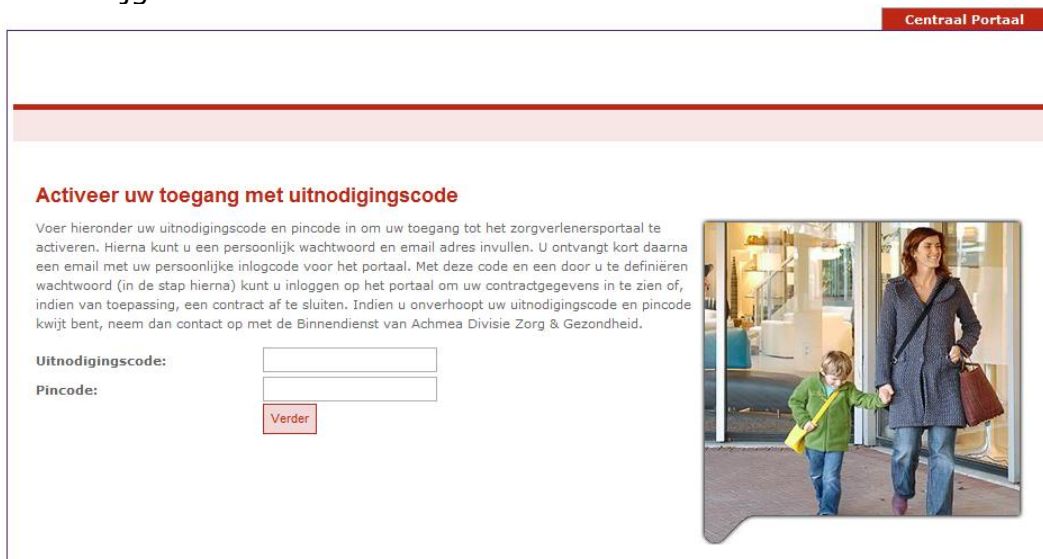 Centraal Portaal
Activeer uw toegang met uitnodigingscode
Voer hieronder uw uitnodigingscode en pincode in om uw toegang tot het zorgverlenersportaal te
activeren. Hierna kunt u een persoonlijk wachtwoord en email adres invullen. U ontvangt kort daarna
een email met uw persoonlijke inlogcode voor het portaal. Met deze code en een door u te definiëren
wachtwoord (in de stap hierna) kunt u inloggen op het portaal om uw contractgegevens in te zien of,
indien van toepassing, een contract af te sluiten. Indien u onverhoopt uw uitnodigingscode en pincode
kwijt bent, neem dan contact op met de Binnendienst van Achmea Divisie Zorg & Gezondheid.
Uitnodigingscode:
Pincode:
Verder